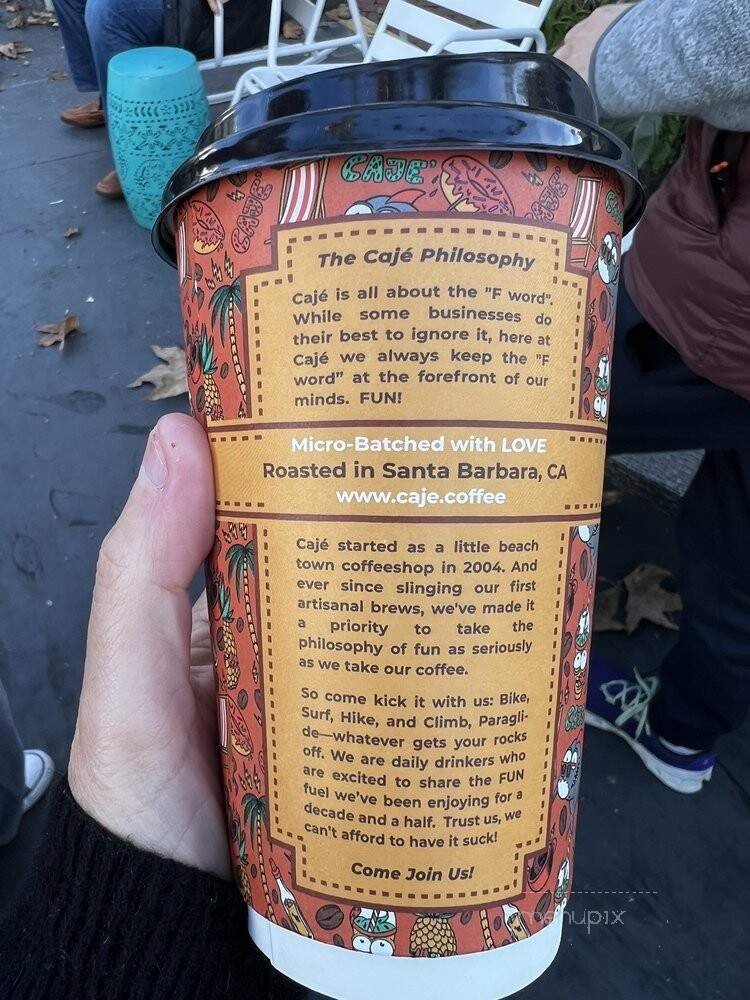 CAJE
CAJE
The Cajé Philosophy
Cajé is all about the "F word".
While some businesses do
their best to ignore it, here at
Cajé we always keep the "F
word" at the forefront of our
minds. FUN!
Micro-Batched with LOVE
Roasted in Santa Barbara, CA
www.caje.coffee
Cajé started as a little beach
town coffeeshop in 2004. And
ever since slinging our first
artisanal brews, we've made it
a priority to take the
philosophy of fun as seriously
as we take our coffee.
So come kick it with us: Bike,
Surf, Hike, and Climb, Paragli-
de—whatever gets your rocks
off. We are daily drinkers who
are excited to share the FUN
fuel we've been enjoying for a
decade and a half. Trust us, we
can't afford to have it suck!
Come Join Us!
menupix